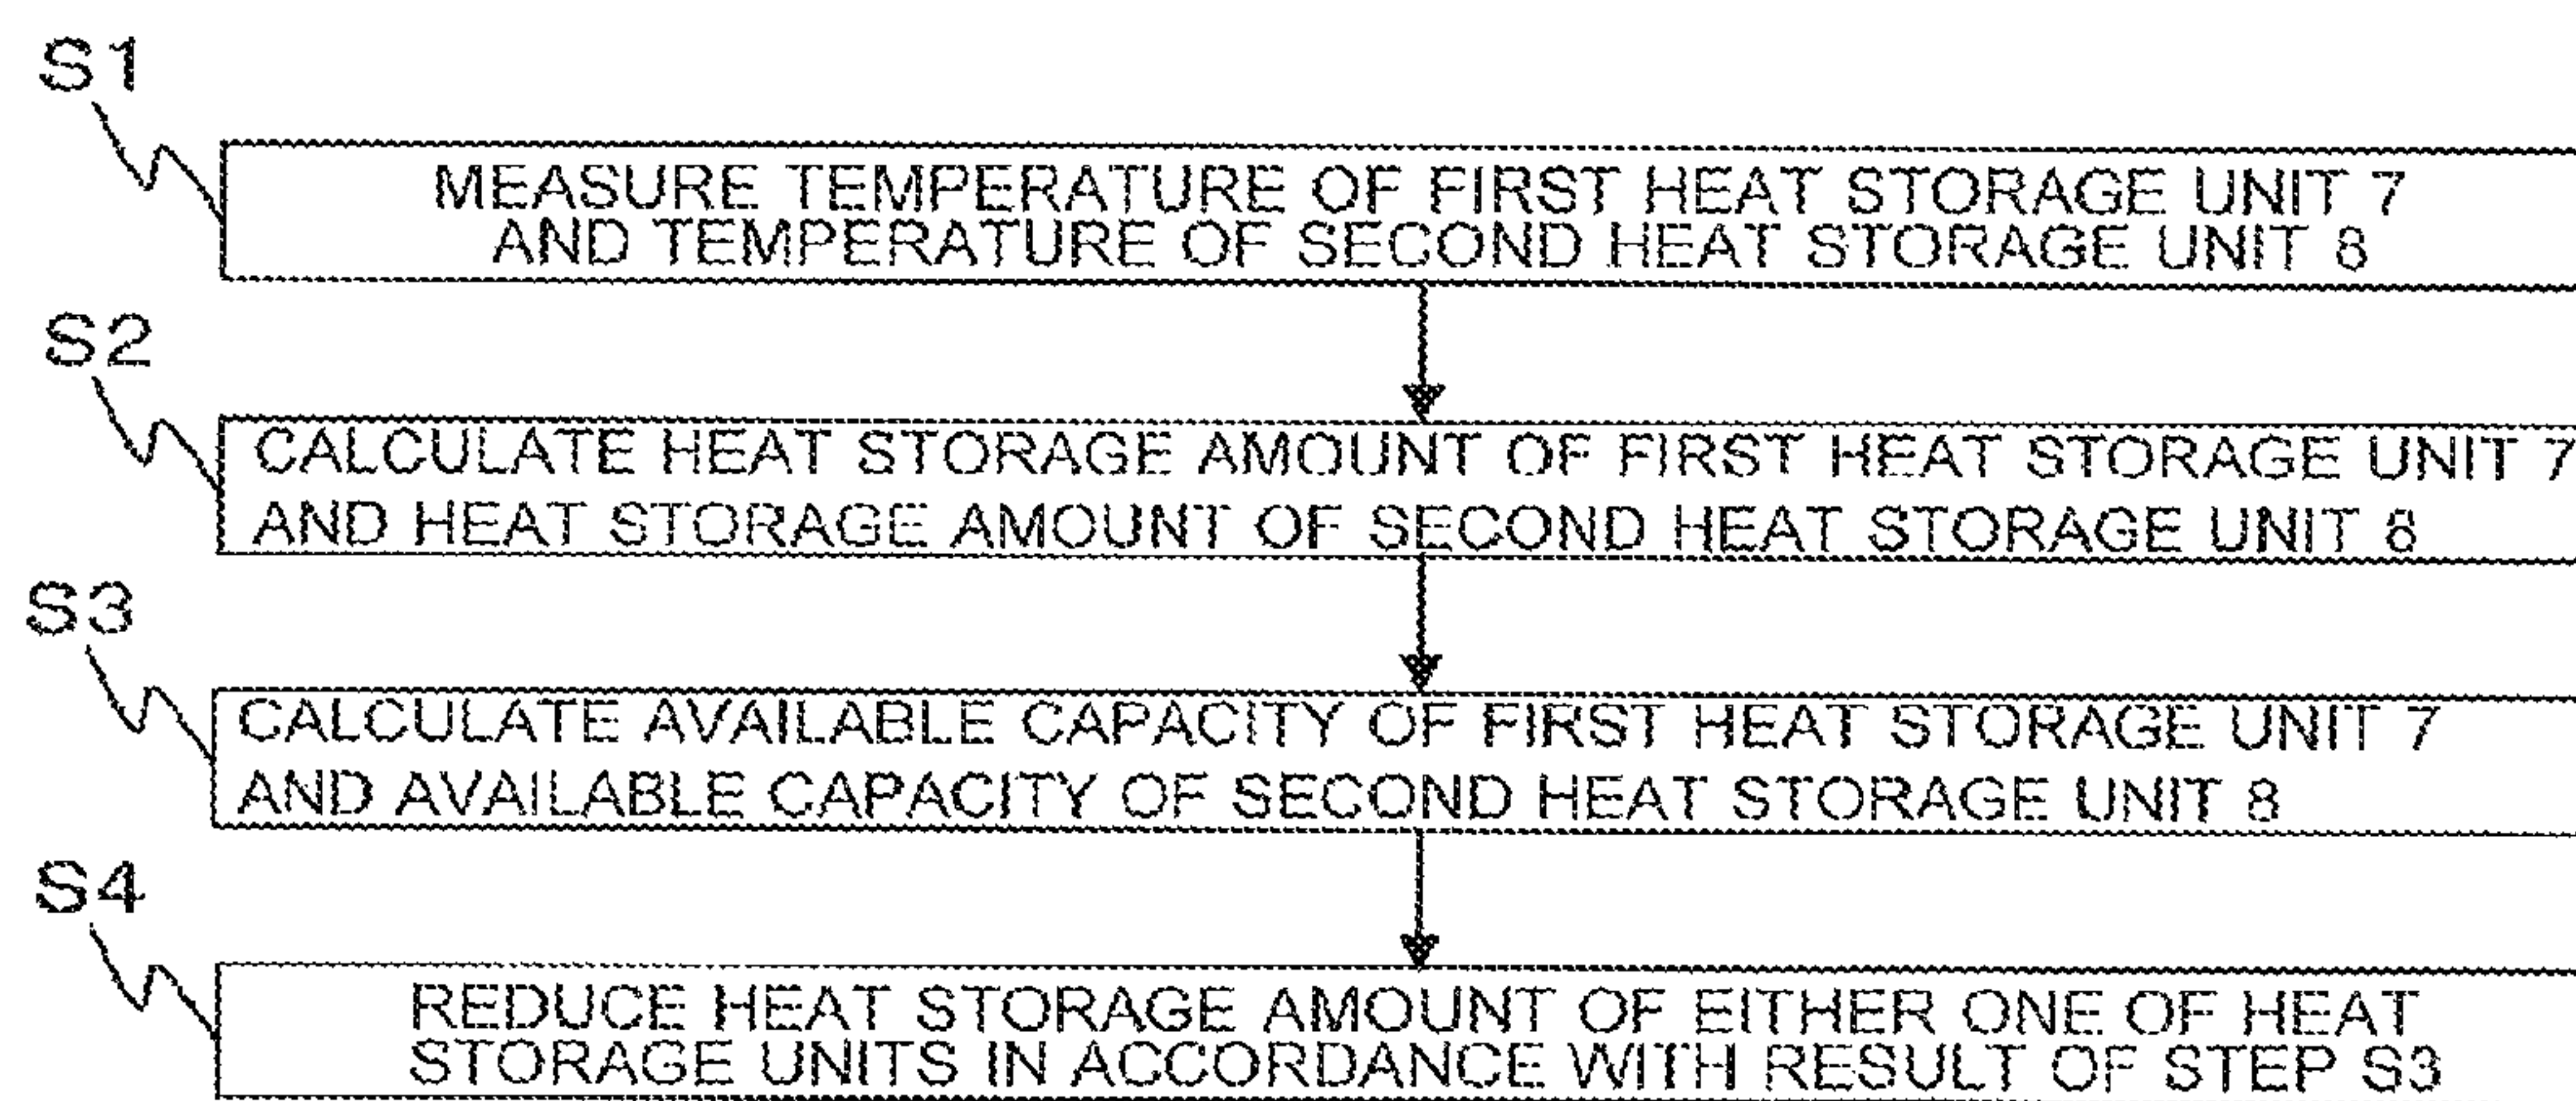 S1
MEASURE TEMPERATURE OF FIRST HEAT STORAGE UNIT 7
AND TEMPERATURE OF SECOND HEAT STORAGE UNIT 8
S2
CALCULATE HEAT STORAGE AMOUNT OF FIRST HEAT STORAGE UNIT 7
AND HEAT STORAGE AMOUNT OF SECOND HEAT STORAGE UNIT 8
S3
CALCULATE AVAILABLE CAPACITY OF FIRST HEAT STORAGE UNIT 7
AND AVAILABLE CAPACITY OF SECOND HEAT STORAGE UNIT 8
S4
REDUCE HEAT STORAGE AMOUNT OF EITHER ONE OF HEAT
STORAGE UNITS IN ACCORDANCE WITH RESULT OF STEP S3